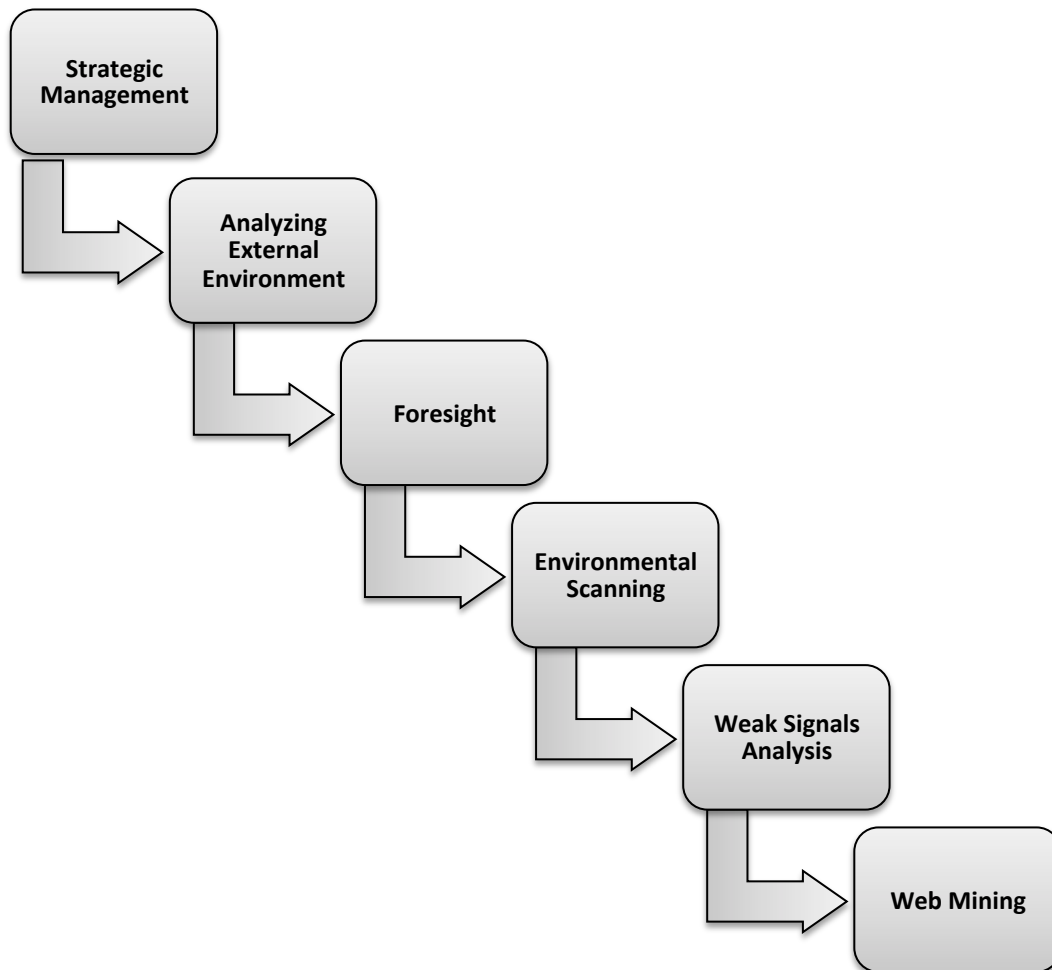 Strategic
Management
Analyzing
External
Environment
Foresight
Environmental
Scanning
Weak Signals
Analysis
Web Mining